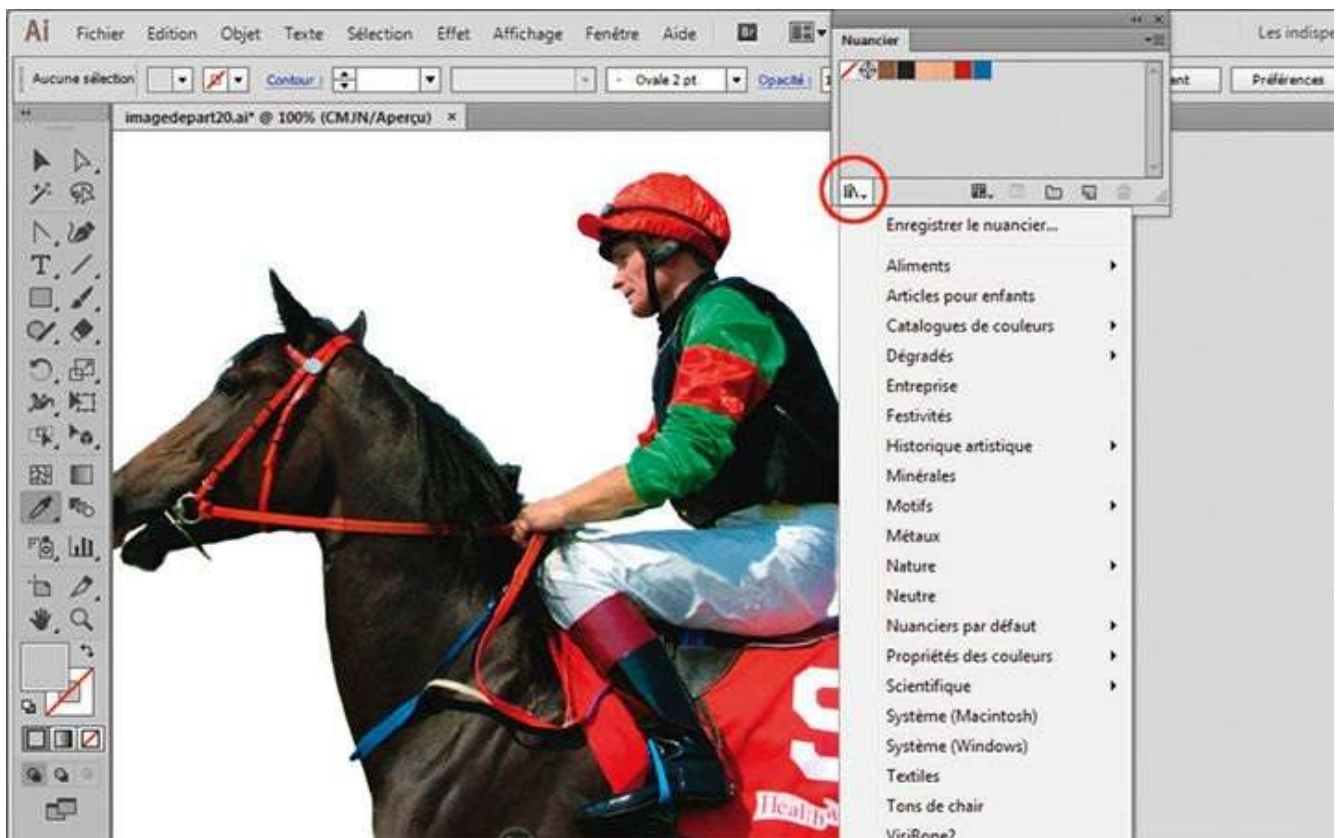 Ai Fichier Edition Objet Texte Sélection Effet Affichage Fenêtre Aide Br
Les indispe
Nuancier
Aucune sélection Contour : Ovale 2 pt Opacité : Préférences
imagedepart20.ai* @ 100% (CMJN/Aperçu) ×
Enregistrer le nuancier...
Aliments
Articles pour enfants
Catalogues de couleurs
Dégradés
Entreprise
Festivités
Historique artistique
Minérales
Motifs
Métaux
Nature
Neutre
Nuanciers par défaut
Propriétés des couleurs
Scientifique
Système (Macintosh)
Système (Windows)
Textiles
Tons de chair
VisiBone2
S
Health